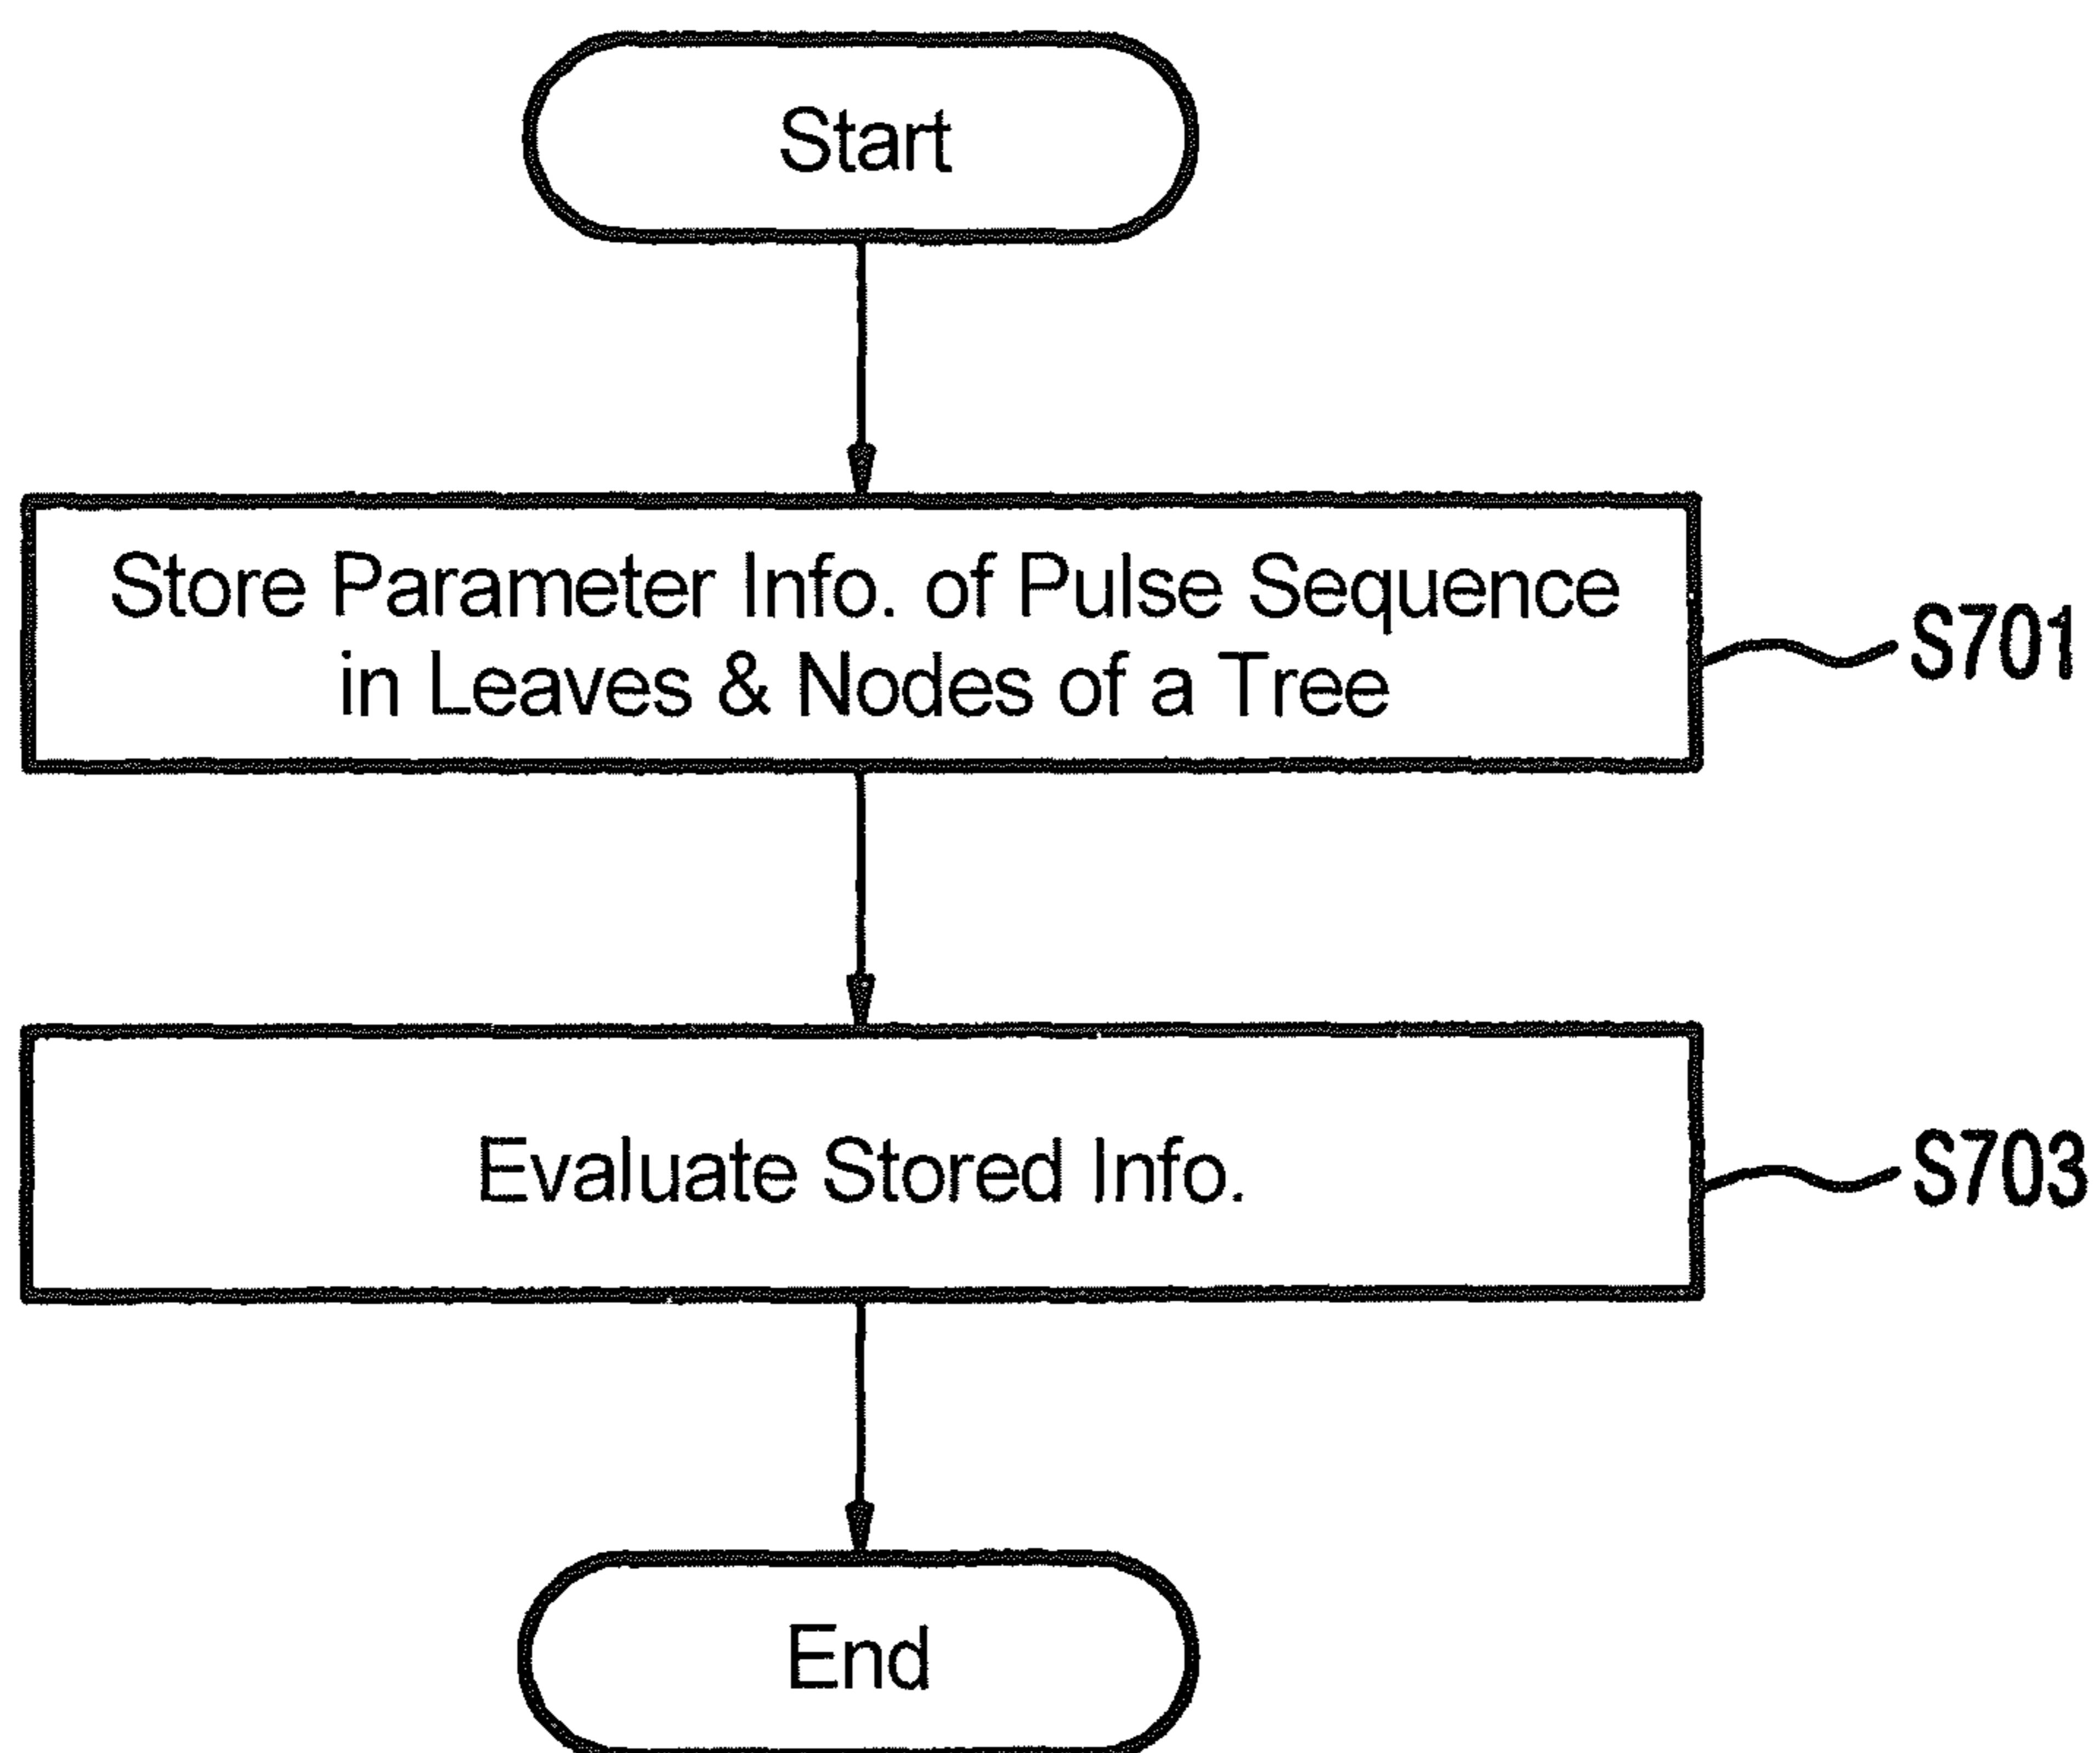 Start
Store Parameter Info. of Pulse Sequence
in Leaves & Nodes of a Tree
S701
Evaluate Stored Info.
S703
End